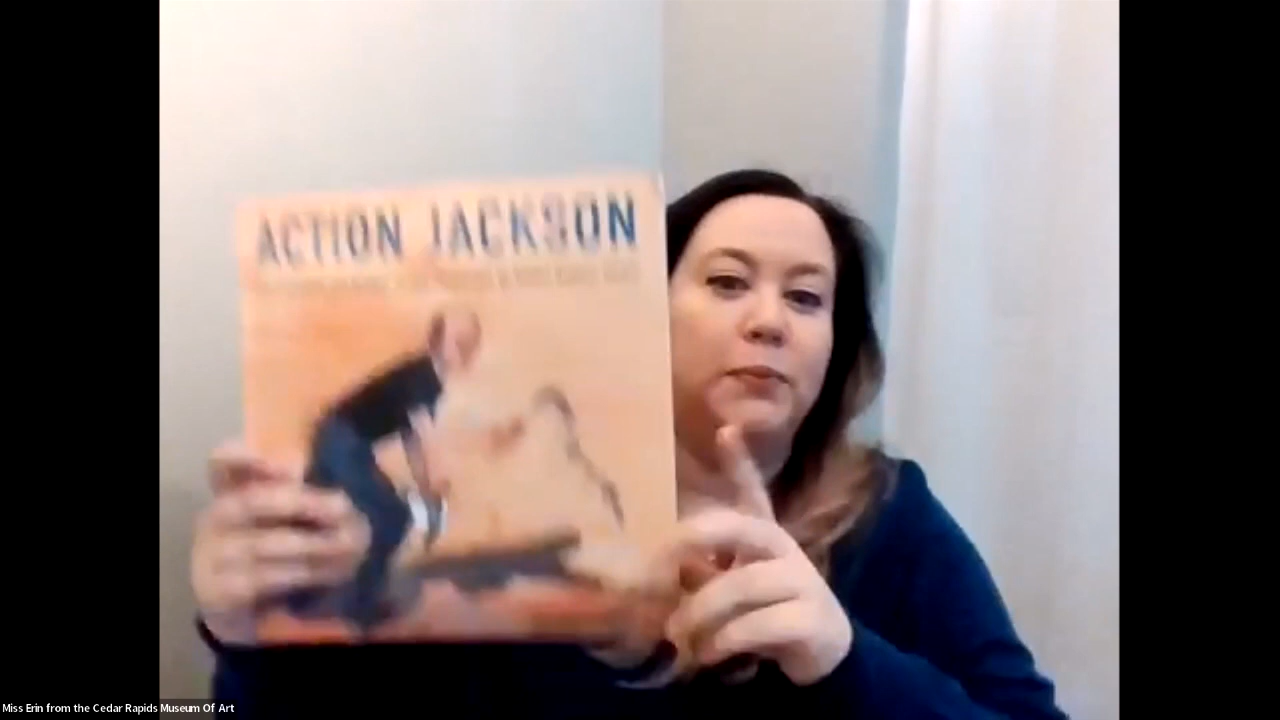 ACTION JACKSON
Miss Erin from the Cedar Rapids Museum Of Art